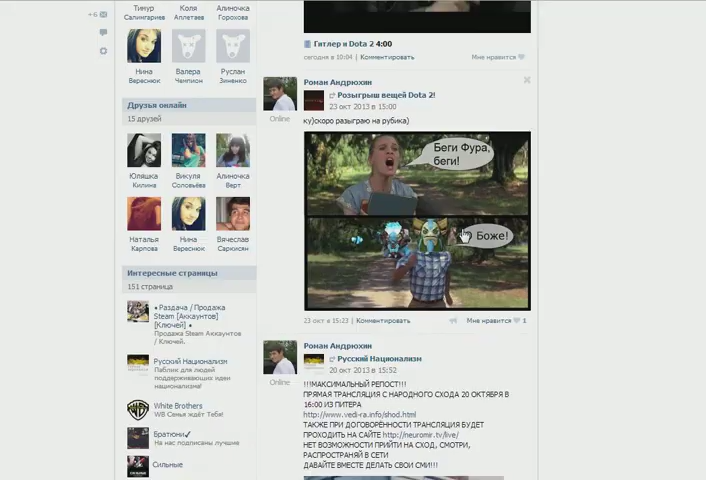 Тимур
Салимгариев
Коля
Аллетаев
Алиночка
Горохова
+6
Нина
Вереснюк
Валера
Чемпион
Руслан
Зиненко
Друзья онлайн
15 друзей
Юляшка
Килина
Викуля
Соловьёва
Алиночка
Верт
Наталья
Карпова
Нина
Вереснюк
Вячеслав
Саркисян
Интересные страницы
151 страница
• Раздача / Продажа
Steam [Аккаунтов]
[Ключей] •
Продажа Steam Аккаунтов
/ Ключей.
Русский Национализм
Паблик для людей
поддерживающих идеи
национализма!
White Brothers
WB Семья ждёт Тебя!
Братюни✓
На нас подписаны лучшие
Сильные
Гитлер и Dota 2 4:00
сегодня в 10:04 | Комментировать
Мне нравится
Роман Андрюхин
Online
Розыгрыш вещей Dota 2!
23 окт 2013 в 15:00
ку)скоро разыграю на рубика)
Беги Фура,
беги!
Боже!
23 окт в 15:23 | Комментировать
Мне нравится 1
Роман Андрюхин
Online
Русский Национализм
20 окт 2013 в 15:52
!!!МАКСИМАЛЬНЫЙ РЕПОСТ!!!
ПРЯМАЯ ТРАНСЛЯЦИЯ С НАРОДНОГО СХОДА 20 ОКТЯБРЯ В
16:00 ИЗ ПИТЕРА
http://www.vedi-ra.info/shod.html
ТАКЖЕ ПРИ ДОГОВОРЁННОСТИ ТРАНСЛЯЦИЯ БУДЕТ
ПРОХОДИТЬ НА САЙТЕ http://neuromir.tv/live/
НЕТ ВОЗМОЖНОСТИ ПРИЙТИ НА СХОД, СМОТРИ,
РАСПРОСТРАНЯЙ В СЕТИ
ДАВАЙТЕ ВМЕСТЕ ДЕЛАТЬ СВОИ СМИ!!!